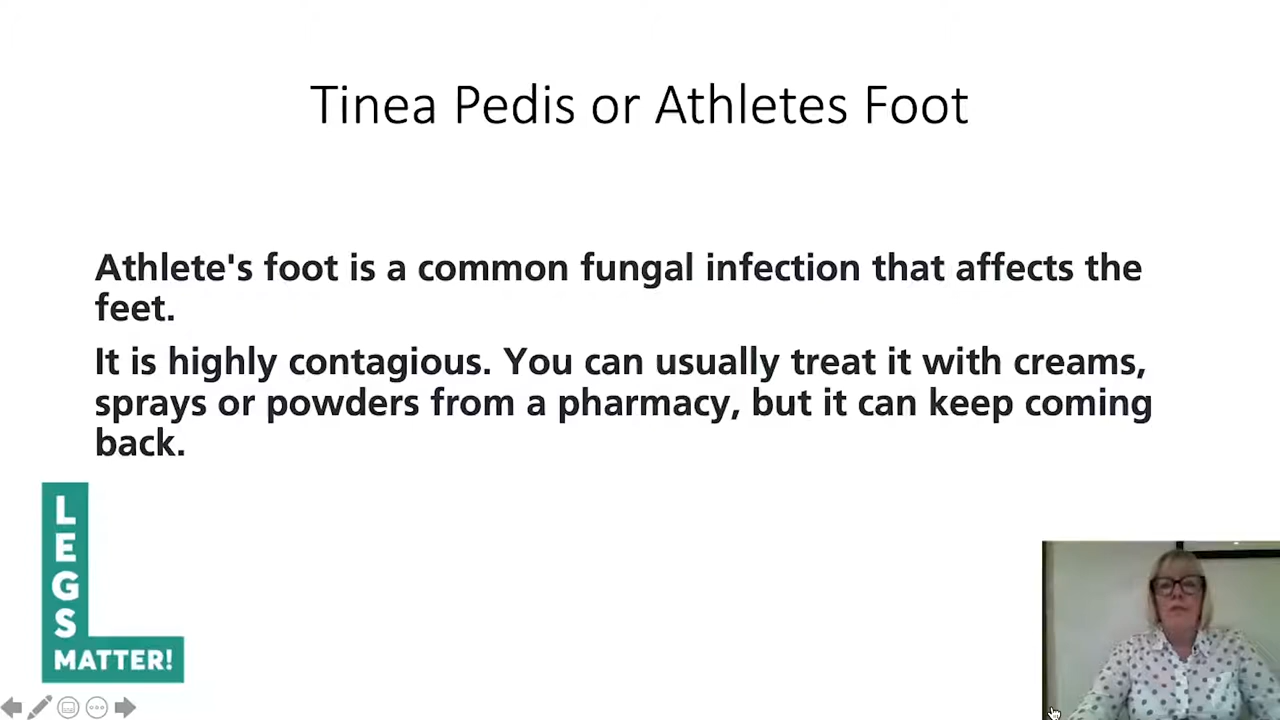 Tinea Pedis or Athletes Foot
Athlete's foot is a common fungal infection that affects the
feet.
It is highly contagious. You can usually treat it with creams,
sprays or powders from a pharmacy, but it can keep coming
back.
LEGS
MATTER!